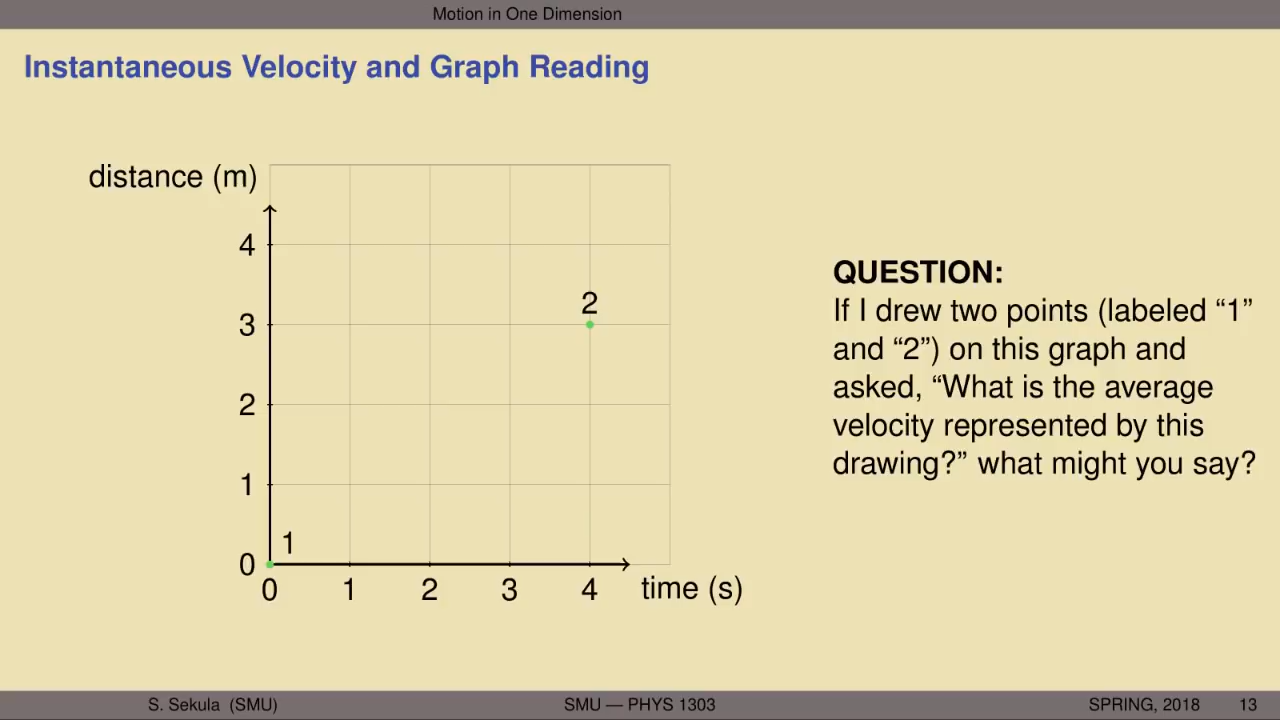 Motion in One Dimension
Instantaneous Velocity and Graph Reading
distance (m)
4
3
2
1
0
2
1
0 1 2 3 4
time (s)
QUESTION:
If I drew two points (labeled “1”
and “2”) on this graph and
asked, “What is the average
velocity represented by this
drawing?” what might you say?
S. Sekula (SMU) SMU — PHYS 1303 SPRING, 2018 13